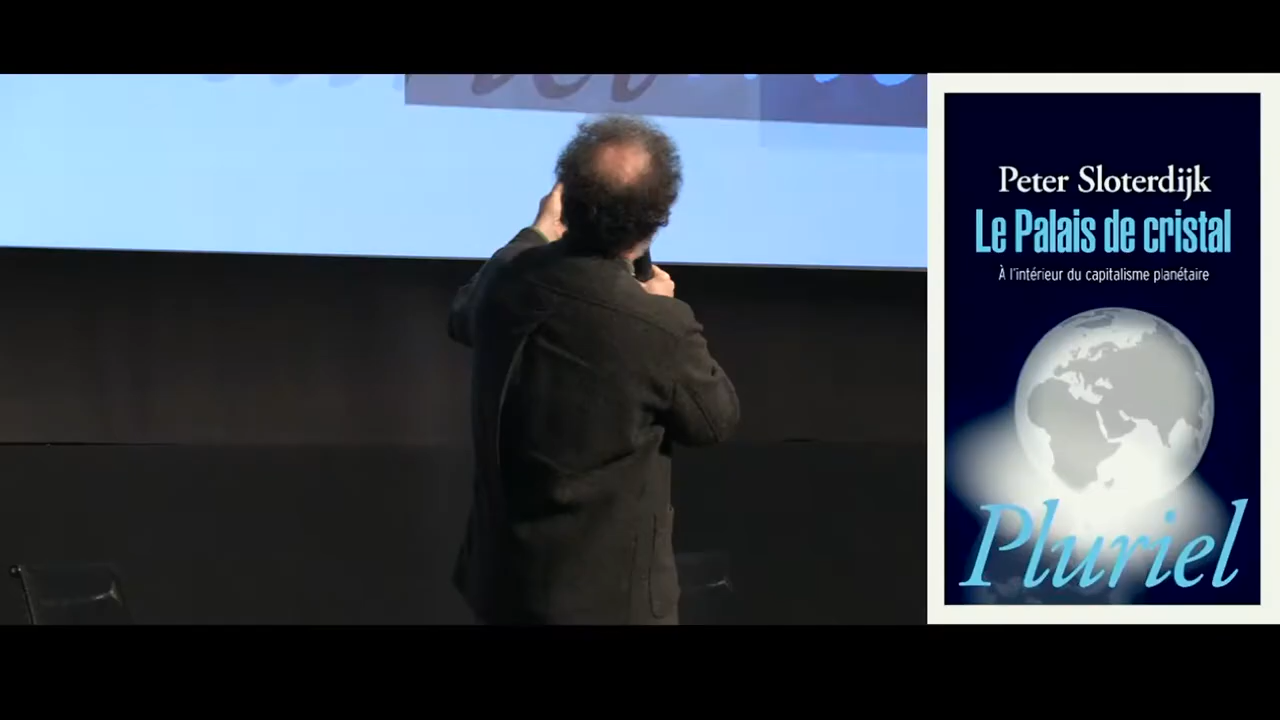 Peter Sloterdijk
Le Palais de cristal
À l'intérieur du capitalisme planétaire
Pluriel